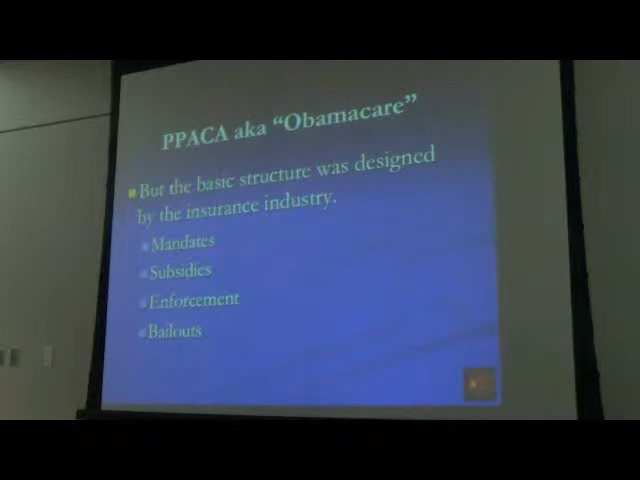 PPACA aka “Obamacare”
But the basic structure was designed
by the insurance industry.
Mandates
Subsidies
Enforcement
Bailouts